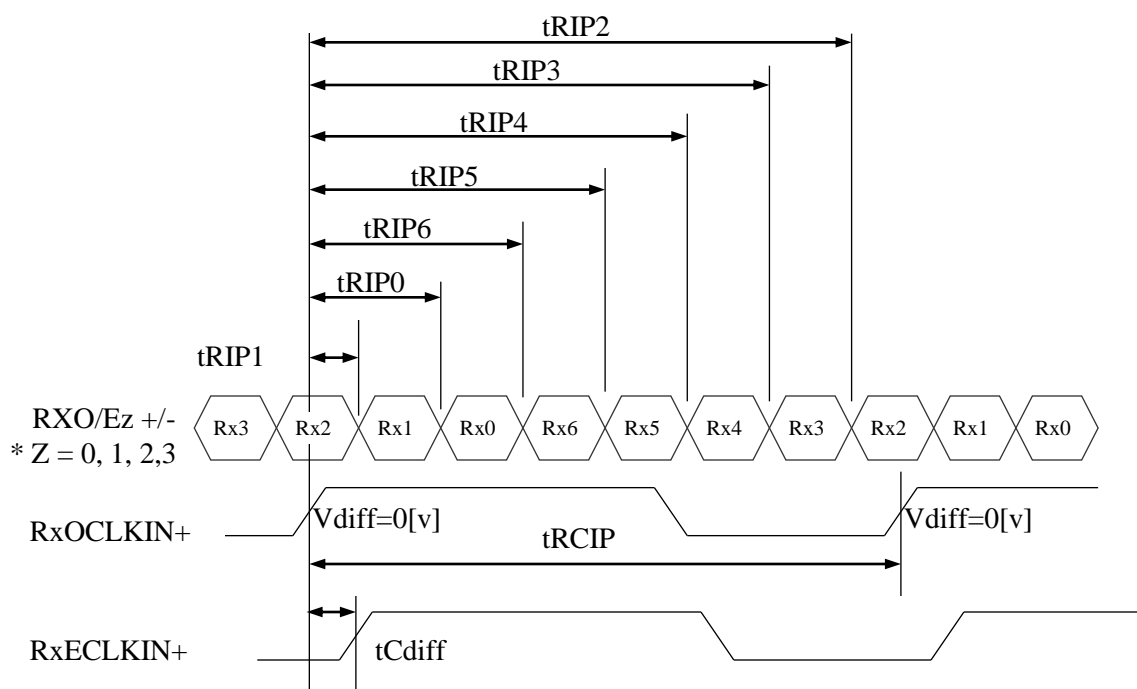 tRIP2
tRIP3
tRIP4
tRIP5
tRIP6
tRIP0
tRIP1
RXO/Ez +/-
* Z = 0, 1, 2,3
Rx3 Rx2 Rx1 Rx0 Rx6 Rx5 Rx4 Rx3 Rx2 Rx1 Rx0
RxOCLKIN+
Vdiff=0[v] Vdiff=0[v]
tRCIP
RxECLKIN+
tCdiff